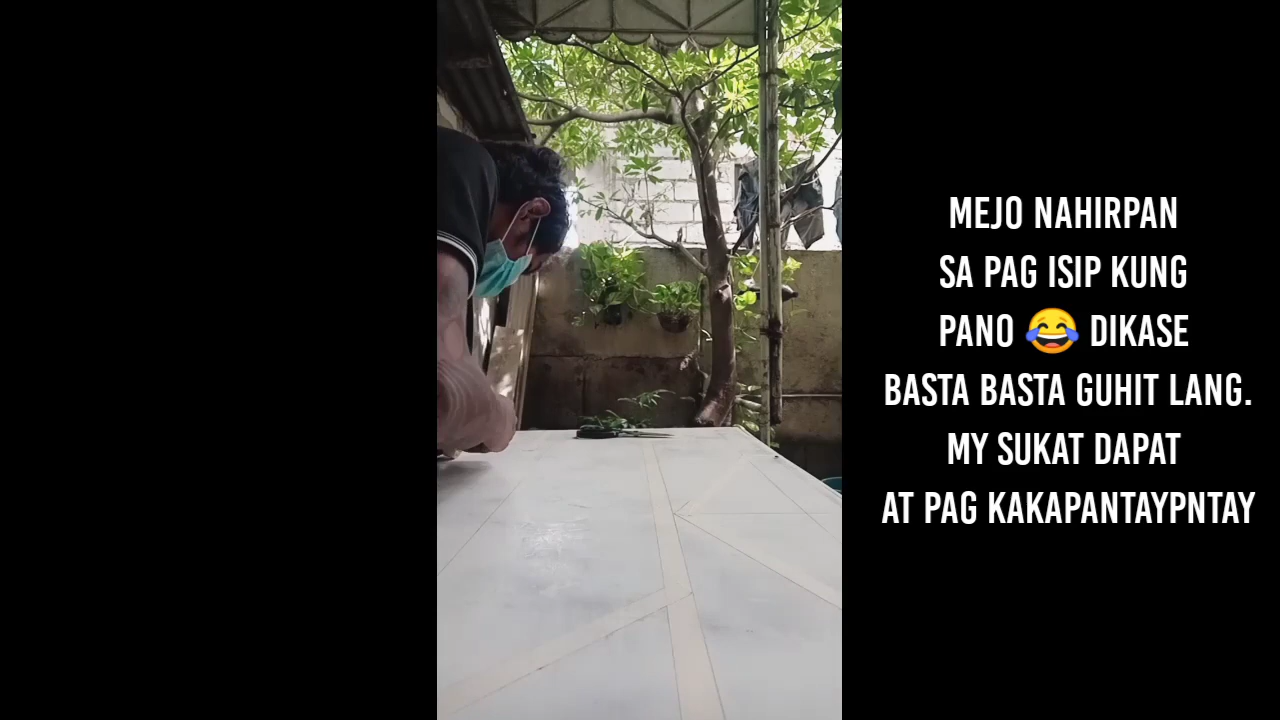 MEJO NAHIRPAN
SA PAG ISIP KUNG
PANO 😂 DIKASE
BASTA BASTA GUHIT LANG.
MY SUKAT DAPAT
AT PAG KAKAPANTAYPNTAY